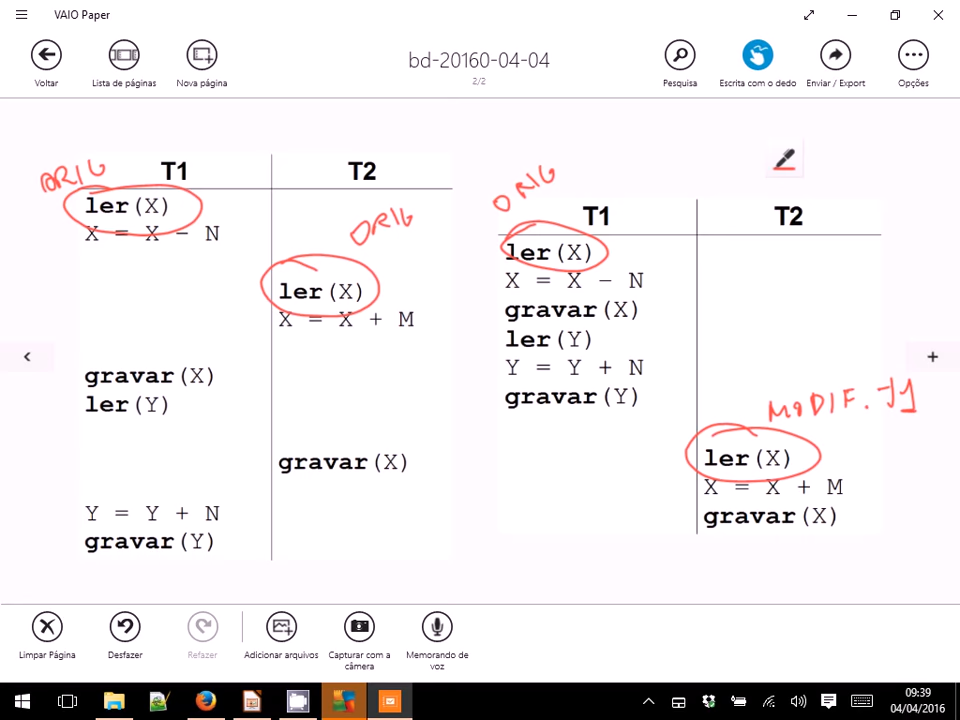 VAIO Paper
Voltar
Lista de páginas
Nova página
bd-20160-04-04
2/2
Pesquisa
Escrita com o dedo
Enviar / Export
Opções
ORIG
T1
T2
ler(X)
X = X - N
ORIG
ler(X)
X = X + M
gravar(X)
ler(Y)
gravar(X)
Y = Y + N
gravar(Y)
ORIG
T1
T2
ler(X)
X = X - N
gravar(X)
ler(Y)
Y = Y + N
gravar(Y)
MODIF. T1
ler(X)
X = X + M
gravar(X)
Limpar Página
Desfazer
Refazer
Adicionar arquivos
Capturar com a
câmera
Memorando de
voz
09:39
04/04/2016